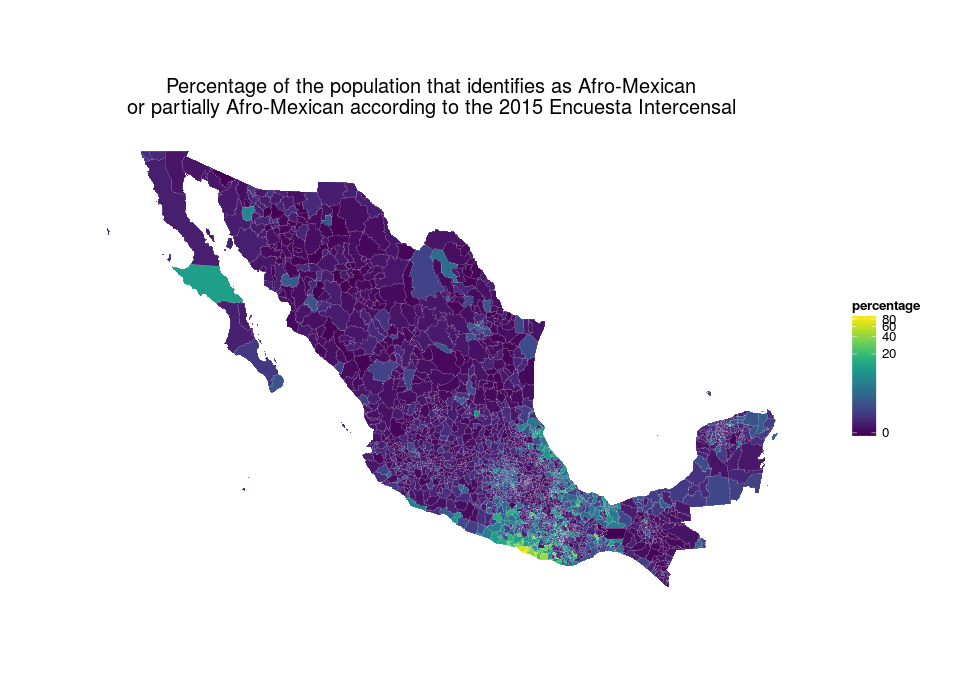 Percentage of the population that identifies as Afro-Mexican
or partially Afro-Mexican according to the 2015 Encuesta Intercensal
percentage
80
60
40
20
0